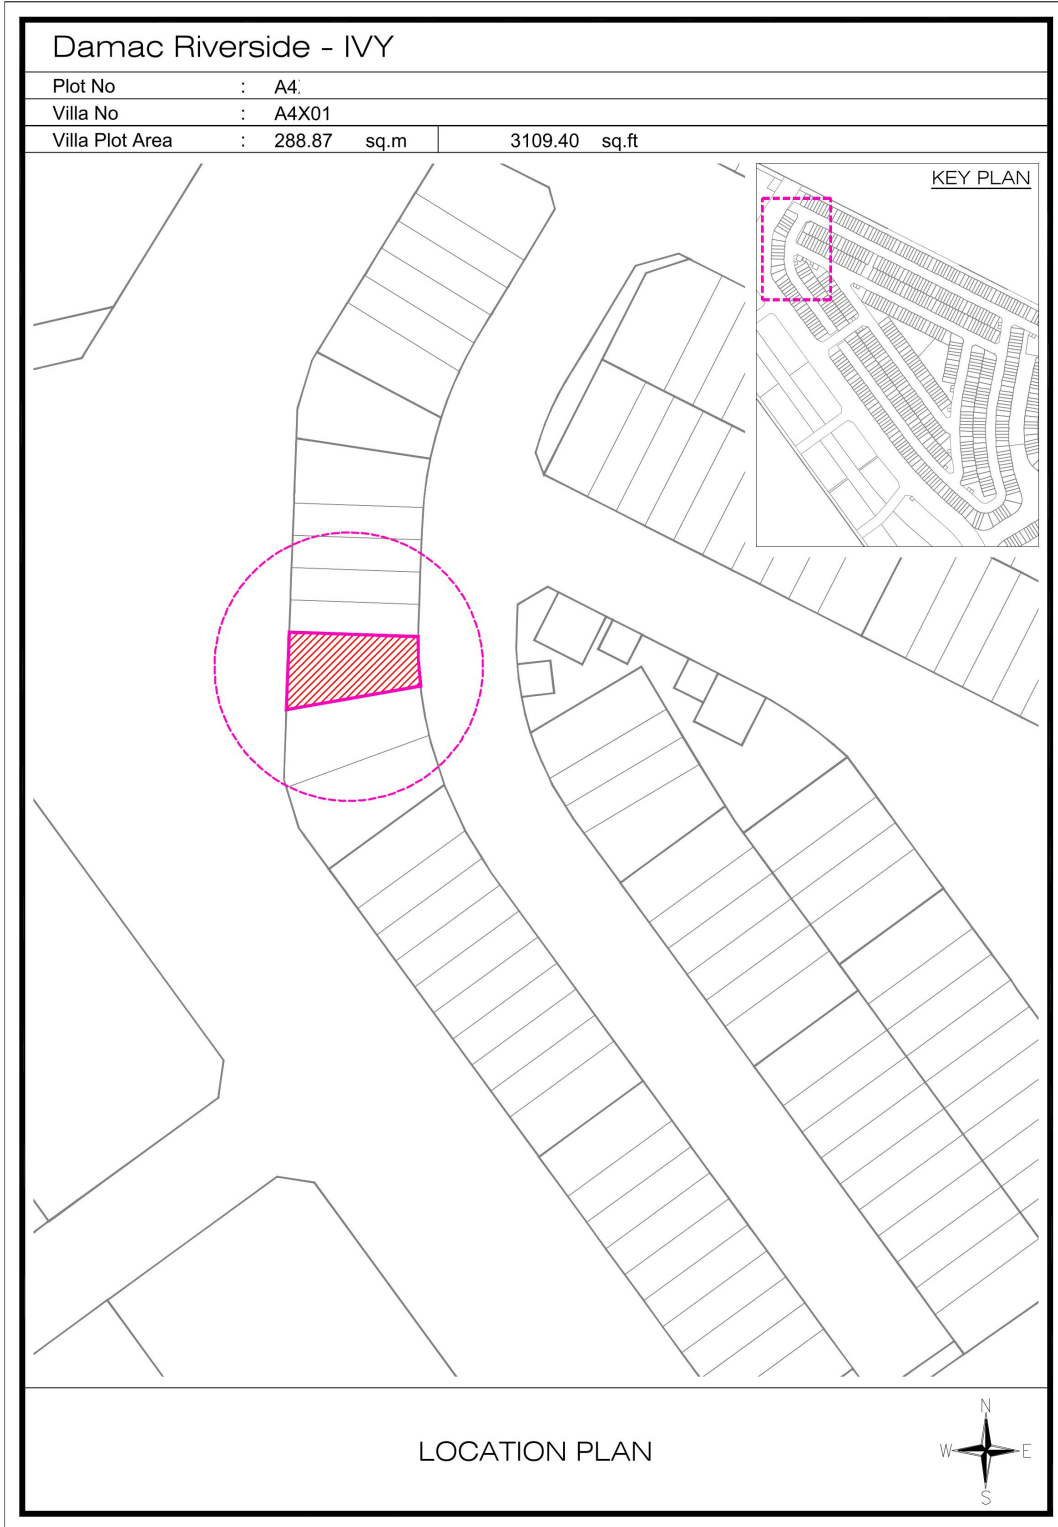 Damac Riverside - IVY
Plot No : A4
Villa No : A4X01
Villa Plot Area : 288.87 sq.m 3109.40 sq.ft
KEY PLAN
LOCATION PLAN
N
W E
S